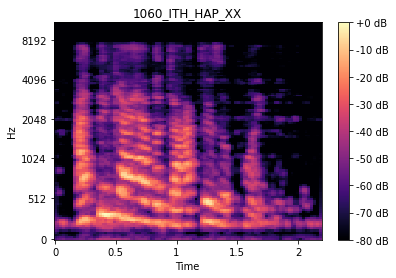 1060_ITH_HAP_XX
Hz
8192
4096
2048
1024
512
0
0
0.5
1
1.5
2
Time
+0 dB
-10 dB
-20 dB
-30 dB
-40 dB
-50 dB
-60 dB
-70 dB
-80 dB